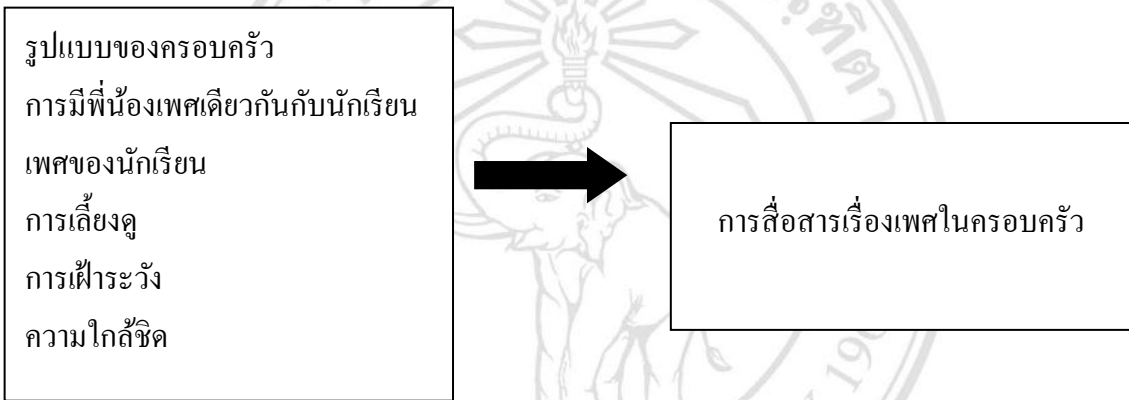 รูปแบบของครอบครัว
การมีพี่น้องเพศเดียวกันกับนักเรียน
เพศของนักเรียน
การเลี้ยงดู
การเฝ้าระวัง
ความใกล้ชิด
การสื่อสารเรื่องเพศในครอบครัว